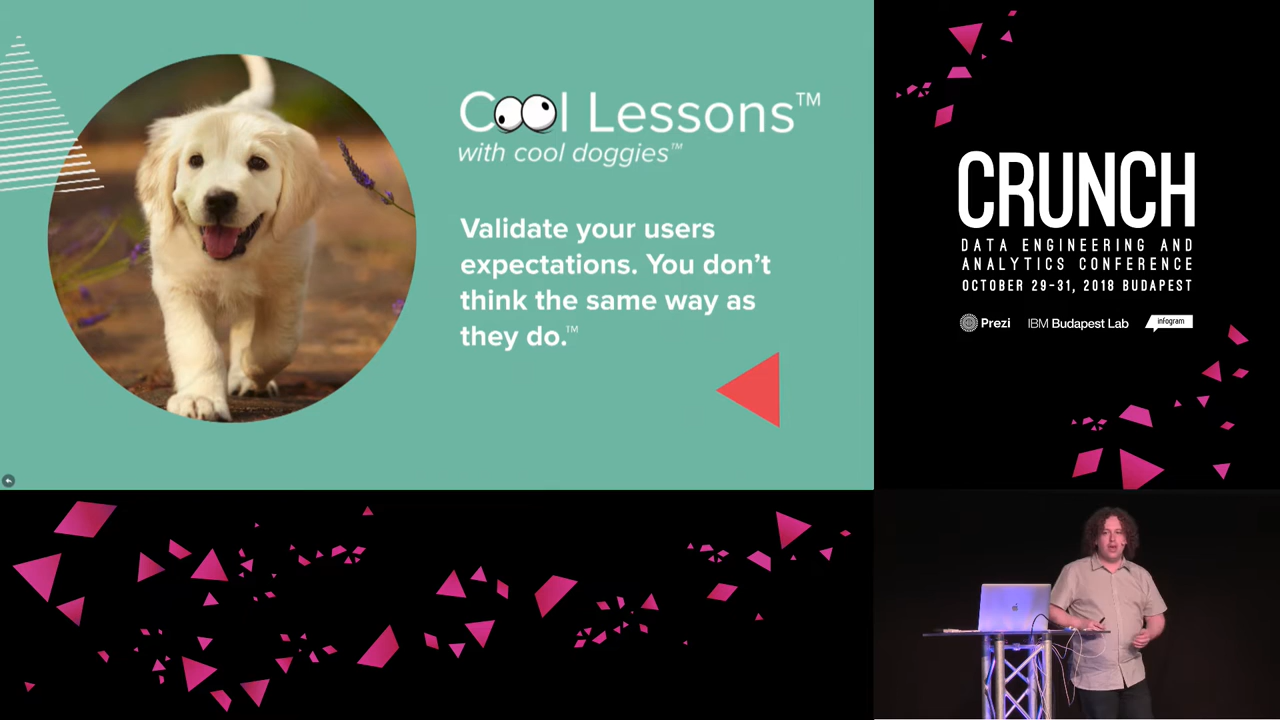 Cool Lessons™
with cool doggies™
Validate your users
expectations. You don’t
think the same way as
they do.™
CRUNCH
DATA ENGINEERING AND
ANALYTICS CONFERENCE
OCTOBER 29-31, 2018 BUDAPEST
Prezi IBM Budapest Lab infogram